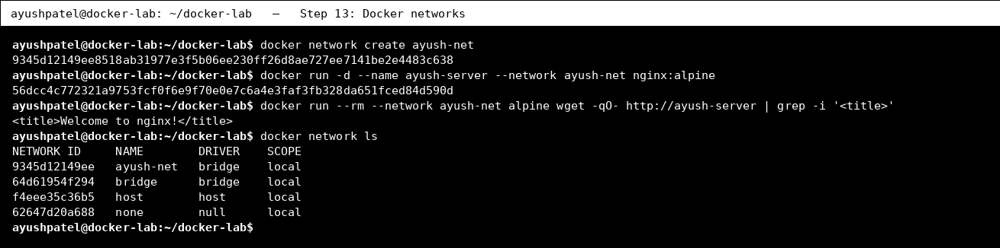 ayushpatel@docker-lab: ~/docker-lab — Step 13: Docker networks
ayushpatel@docker-lab:~/docker-lab$ docker network create ayush-net
9345d12149ee8518ab31977e3f5b06ee230ff26d8ae727ee7141be2e4483c638
ayushpatel@docker-lab:~/docker-lab$ docker run -d --name ayush-server --network ayush-net nginx:alpine
56dcc4c772321a9753fcf0f6e9f70e0e7c6a4e3faf3fb328da651fced84d590d
ayushpatel@docker-lab:~/docker-lab$ docker run --rm --network ayush-net alpine wget -qO- http://ayush-server | grep -i '<title>'
<title>Welcome to nginx!</title>
ayushpatel@docker-lab:~/docker-lab$ docker network ls
NETWORK ID     NAME        DRIVER    SCOPE
9345d12149ee   ayush-net   bridge    local
64d61954f294   bridge      bridge    local
f4eee35c36b5   host        host      local
62647d20a688   none        null      local
ayushpatel@docker-lab:~/docker-lab$